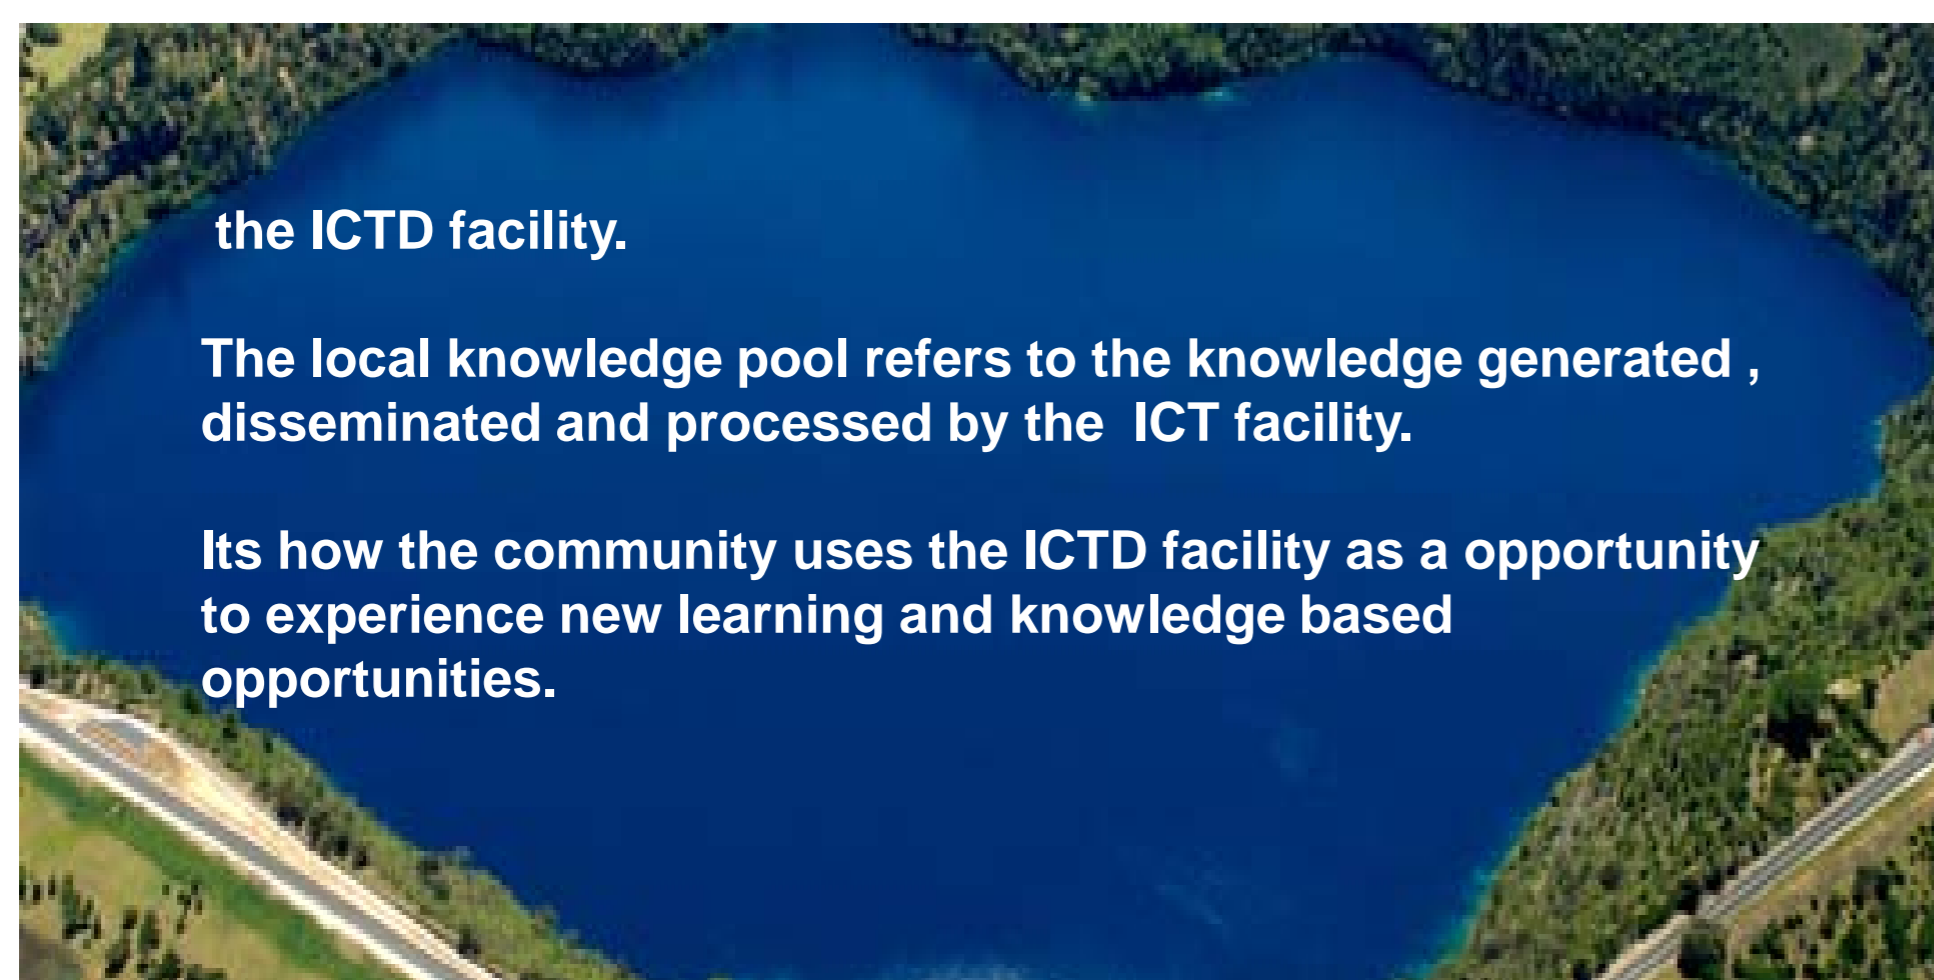 the ICTD facility.
The local knowledge pool refers to the knowledge generated ,
disseminated and processed by the  ICT facility.
Its how the community uses the ICTD facility as a opportunity
to experience new learning and knowledge based
opportunities.